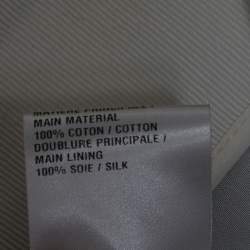 MAIN MATERIAL
100% COTON / COTTON
DOUBLURE PRINCIPALE /
MAIN LINING
100% SOIE / SILK